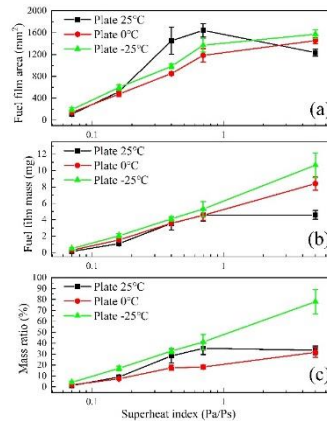 Plate 25°C
Plate 0°C
Plate -25°C
Fuel film area (mm²)
1600
1200
800
400
0
0.1
1
(a)
Plate 25°C
Plate 0°C
Plate -25°C
Fuel film mass (mg)
12
10
8
6
4
2
0
0.1
1
(b)
Plate 25°C
Plate 0°C
Plate -25°C
Mass ratio (%)
100
90
80
70
60
50
40
30
20
10
0
0.1
1
(c)
Superheat index (Pa/Ps)